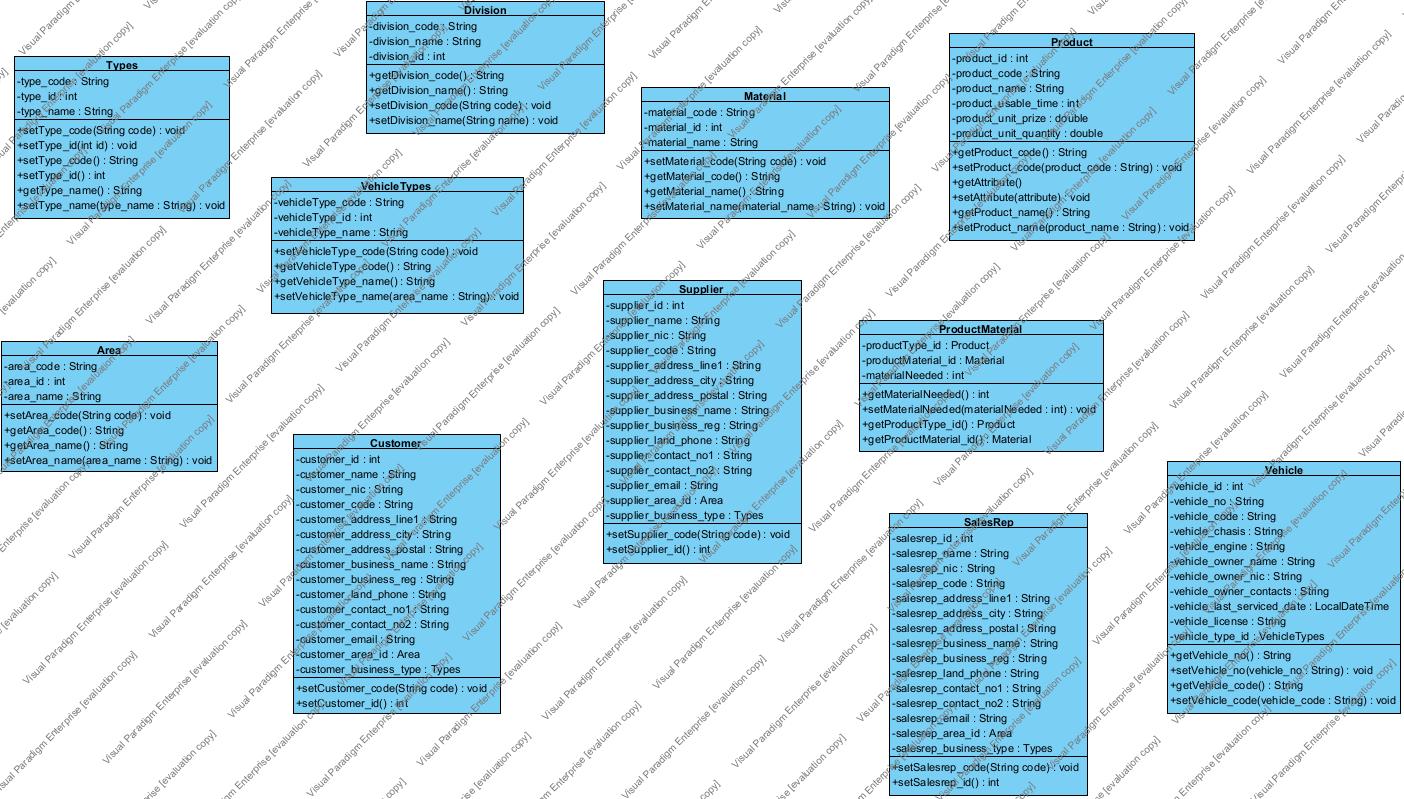 Division
-division_code : String
-division_name : String
-division_id : int
+getDivision_code() : String
+getDivision_name() : String
+setDivision_code(String code) : void
+setDivision_name(String name) : void
Types
-type_code : String
-type_id : int
-type_name : String
+setType_code(String code) : void
+setType_id(int id) : void
+setType_code() : String
+setType_id() : int
+getType_name() : String
+setType_name(type_name : String) : void
Material
-material_code : String
-material_id : int
-material_name : String
+setMaterial_code(String code) : void
+getMaterial_code() : String
+getMaterial_name() : String
+setMaterial_name(material_name : String) : void
Product
-product_id : int
-product_code : String
-product_name : String
-product_usable_time : int
-product_unit_prize : double
-product_unit_quantity : double
+getProduct_code() : String
+setProduct_code(product_code : String) : void
+getAttribute()
+setAttribute(attribute) : void
+getProduct_name() : String
+setProduct_name(product_name : String) : void
VehicleTypes
-vehicleType_code : String
-vehicleType_id : int
-vehicleType_name : String
+setVehicleType_code(String code) : void
+getVehicleType_code() : String
+getVehicleType_name() : String
+setVehicleType_name(area_name : String) : void
Supplier
-supplier_id : int
-supplier_name : String
-supplier_nic : String
-supplier_code : String
-supplier_address_line1 : String
-supplier_address_city : String
-supplier_address_postal : String
-supplier_business_name : String
-supplier_business_reg : String
-supplier_land_phone : String
-supplier_contact_no1 : String
-supplier_contact_no2 : String
-supplier_email : String
-supplier_area_id : Area
-supplier_business_type : Types
+setSupplier_code(String code) : void
+setSupplier_id() : int
ProductMaterial
-productType_id : Product
-productMaterial_id : Material
-materialNeeded : int
+getMaterialNeeded() : int
+setMaterialNeeded(materialNeeded : int) : void
+getProductType_id() : Product
+getProductMaterial_id() : Material
Area
-area_code : String
-area_id : int
-area_name : String
+setArea_code(String code) : void
+getArea_code() : String
+getArea_name() : String
+setArea_name(area_name : String) : void
Customer
-customer_id : int
-customer_name : String
-customer_nic : String
-customer_code : String
-customer_address_line1 : String
-customer_address_city : String
-customer_address_postal : String
-customer_business_name : String
-customer_business_reg : String
-customer_land_phone : String
-customer_contact_no1 : String
-customer_contact_no2 : String
-customer_email : String
-customer_area_id : Area
-customer_business_type : Types
+setCustomer_code(String code) : void
+setCustomer_id() : int
Vehicle
-vehicle_id : int
-vehicle_no : String
-vehicle_code : String
-vehicle_chasis : String
-vehicle_engine : String
-vehicle_owner_name : String
-vehicle_owner_nic : String
-vehicle_owner_contacts : String
-vehicle_last_serviced_date : LocalDateTime
-vehicle_license : String
-vehicle_type_id : VehicleTypes
+getVehicle_no() : String
+setVehicle_no(vehicle_no : String) : void
+getVehicle_code() : String
+setVehicle_code(vehicle_code : String) : void
SalesRep
-salesrep_id : int
-salesrep_name : String
-salesrep_nic : String
-salesrep_code : String
-salesrep_address_line1 : String
-salesrep_address_city : String
-salesrep_address_postal : String
-salesrep_business_name : String
-salesrep_business_reg : String
-salesrep_land_phone : String
-salesrep_contact_no1 : String
-salesrep_contact_no2 : String
-salesrep_email : String
-salesrep_area_id : Area
-salesrep_business_type : Types
+setSalesrep_code(String code) : void
+setSalesrep_id() : int
Visual Paradigm Enterprise [evaluation copy]